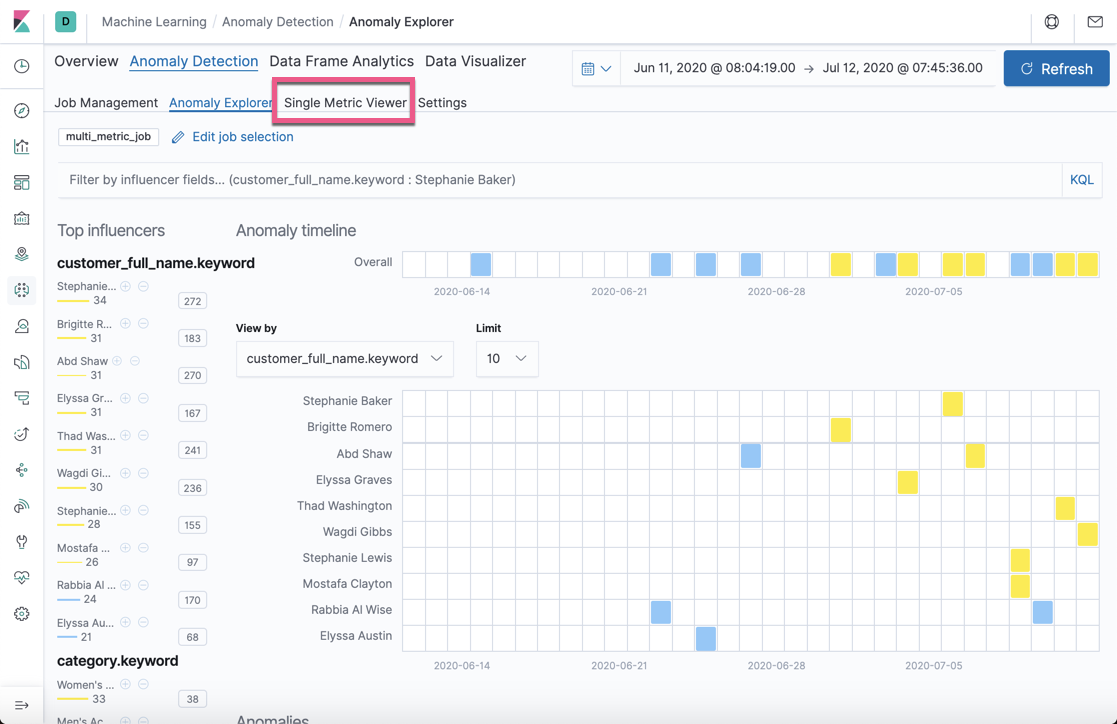 D
Machine Learning / Anomaly Detection / Anomaly Explorer
Overview Anomaly Detection Data Frame Analytics Data Visualizer
Jun 11, 2020 @ 08:04:19.00 → Jul 12, 2020 @ 07:45:36.00
Refresh
Job Management Anomaly Explorer Single Metric Viewer Settings
multi_metric_job Edit job selection
Filter by influencer fields... (customer_full_name.keyword : Stephanie Baker) KQL
Top influencers
customer_full_name.keyword
Stephanie...
34 272
Brigitte R...
31 183
Abd Shaw
31 270
Elyssa Gr...
31 167
Thad Was...
31 241
Wagdi Gi...
30 236
Stephanie...
28 155
Mostafa ...
26 97
Rabbia Al ...
24 170
Elyssa Au...
21 68
category.keyword
Women's ...
33 38
Men's Ac...
Anomaly timeline
Overall
2020-06-14 2020-06-21 2020-06-28 2020-07-05
View by Limit
customer_full_name.keyword 10
Stephanie Baker
Brigitte Romero
Abd Shaw
Elyssa Graves
Thad Washington
Wagdi Gibbs
Stephanie Lewis
Mostafa Clayton
Rabbia Al Wise
Elyssa Austin
2020-06-14 2020-06-21 2020-06-28 2020-07-05
Anomalies